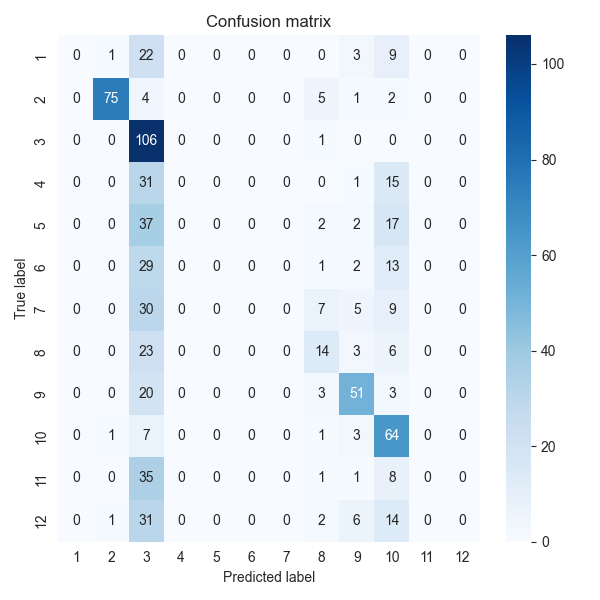 Confusion matrix
1 0 1 22 0 0 0 0 0 3 9 0 0
2 0 75 4 0 0 0 0 5 1 2 0 0
3 0 0 106 0 0 0 0 1 0 0 0 0
4 0 0 31 0 0 0 0 0 1 15 0 0
5 0 0 37 0 0 0 0 2 2 17 0 0
6 0 0 29 0 0 0 0 1 2 13 0 0
7 0 0 30 0 0 0 0 7 5 9 0 0
8 0 0 23 0 0 0 0 14 3 6 0 0
9 0 0 20 0 0 0 0 3 51 3 0 0
10 0 1 7 0 0 0 0 1 3 64 0 0
11 0 0 35 0 0 0 0 1 1 8 0 0
12 0 1 31 0 0 0 0 2 6 14 0 0
1 2 3 4 5 6 7 8 9 10 11 12
Predicted label
True label
100
80
60
40
20
0